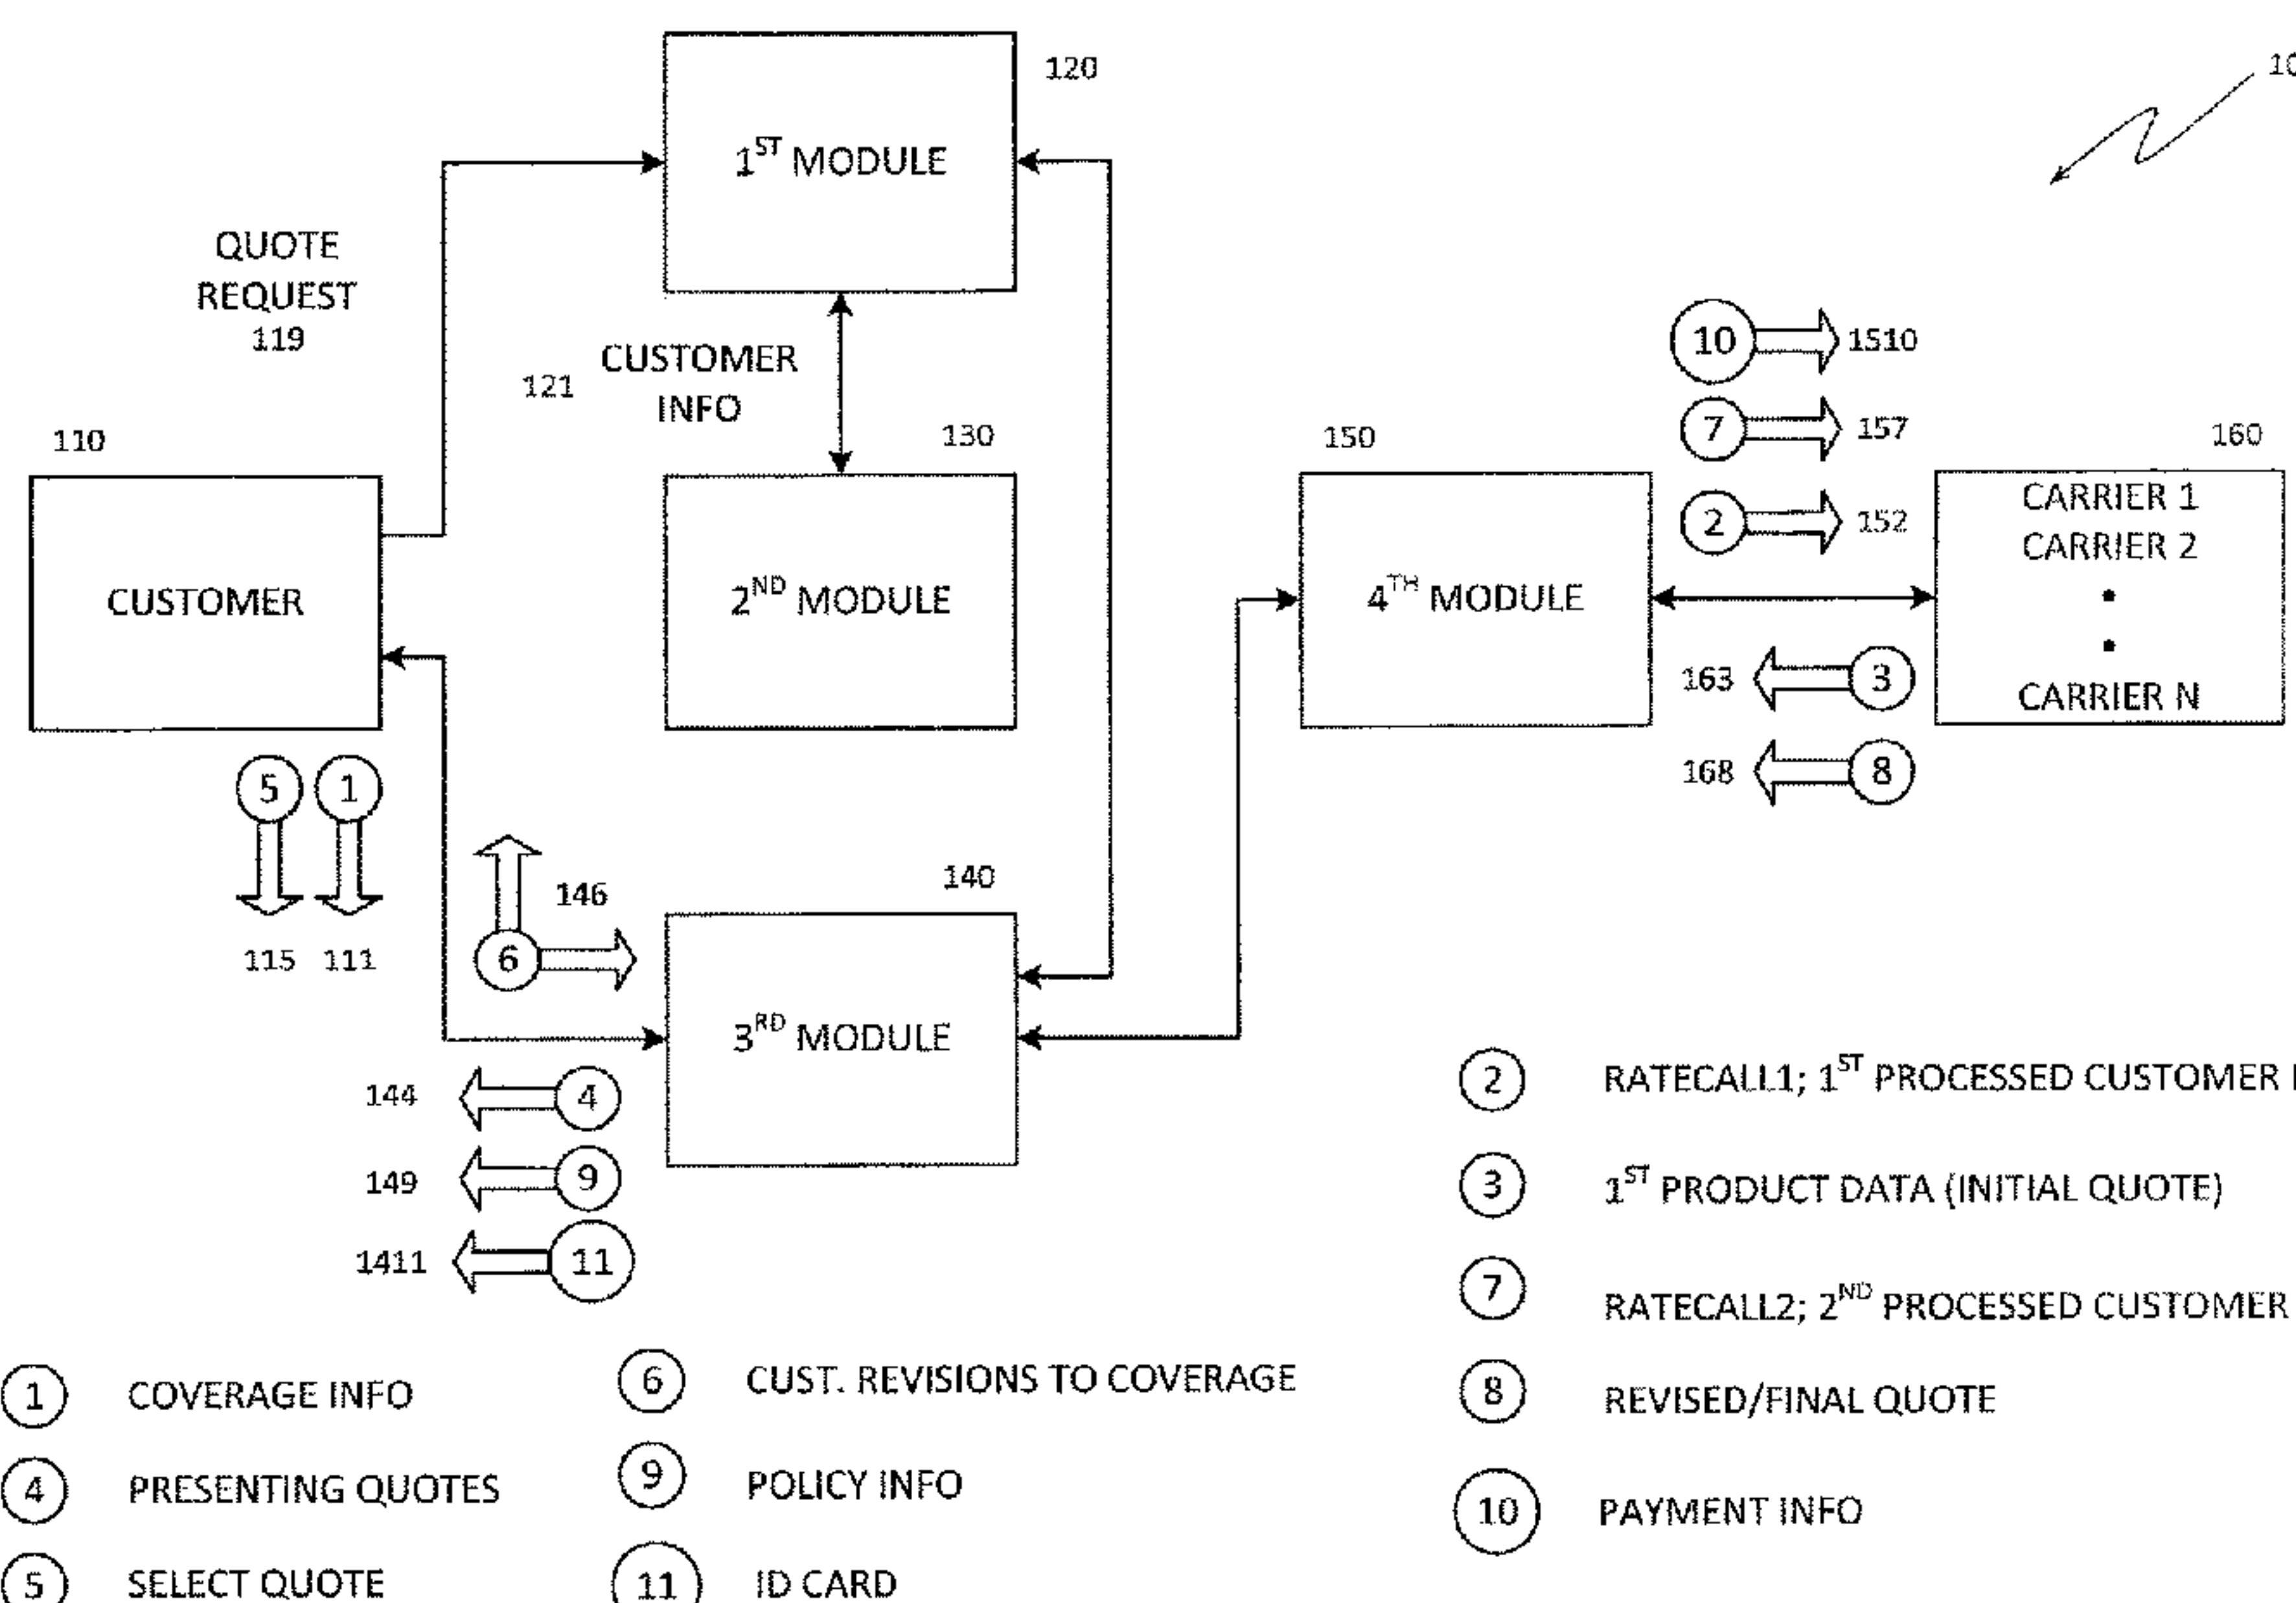 120
10
1ST MODULE
QUOTE
REQUEST
119
121
CUSTOMER
INFO
10
1510
7
157
2
152
110
130
150
160
CUSTOMER
2ND MODULE
4TH MODULE
CARRIER 1
CARRIER 2
CARRIER N
163
3
168
8
5
1
115
111
146
6
140
3RD MODULE
144
4
149
9
1411
11
2
RATECALL1; 1ST PROCESSED CUSTOMER
3
1ST PRODUCT DATA (INITIAL QUOTE)
7
RATECALL2; 2ND PROCESSED CUSTOMER
8
REVISED/FINAL QUOTE
10
PAYMENT INFO
1
COVERAGE INFO
4
PRESENTING QUOTES
5
SELECT QUOTE
6
CUST. REVISIONS TO COVERAGE
9
POLICY INFO
11
ID CARD